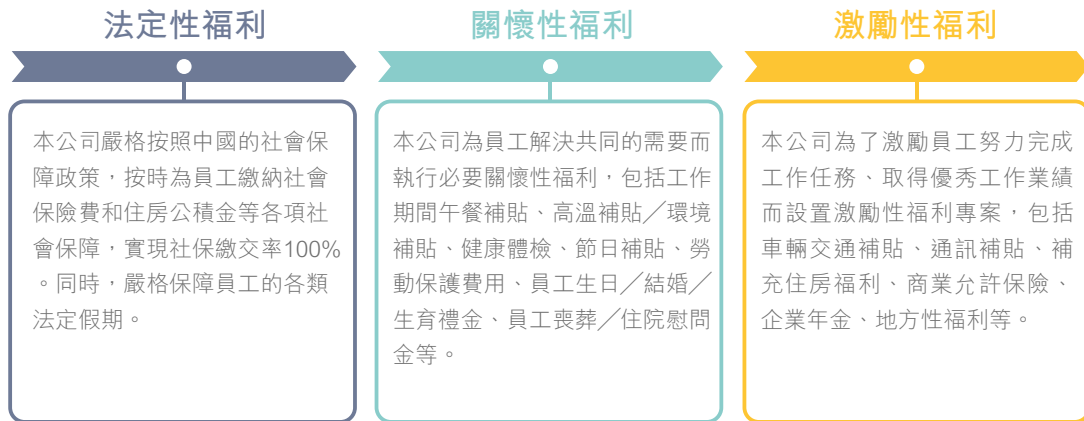 法定性福利
本公司嚴格按照中國的社會保
障政策，按時為員工繳納社會
保險費和住房公積金等各項社
會保障，實現社保繳交率100%
。同時，嚴格保障員工的各類
法定假期。
關懷性福利
本公司為員工解決共同的需要而
執行必要關懷性福利，包括工作
期間午餐補貼、高溫補貼╱環境
補貼、健康體檢、節日補貼、勞
動保護費用、員工生日╱結婚╱
生育禮金、員工喪葬╱住院慰問
金等。
激勵性福利
本公司為了激勵員工努力完成
工作任務、取得優秀工作業績
而設置激勵性福利專案，包括
車輛交通補貼、通訊補貼、補
充住房福利、商業允許保險、
企業年金、地方性福利等。